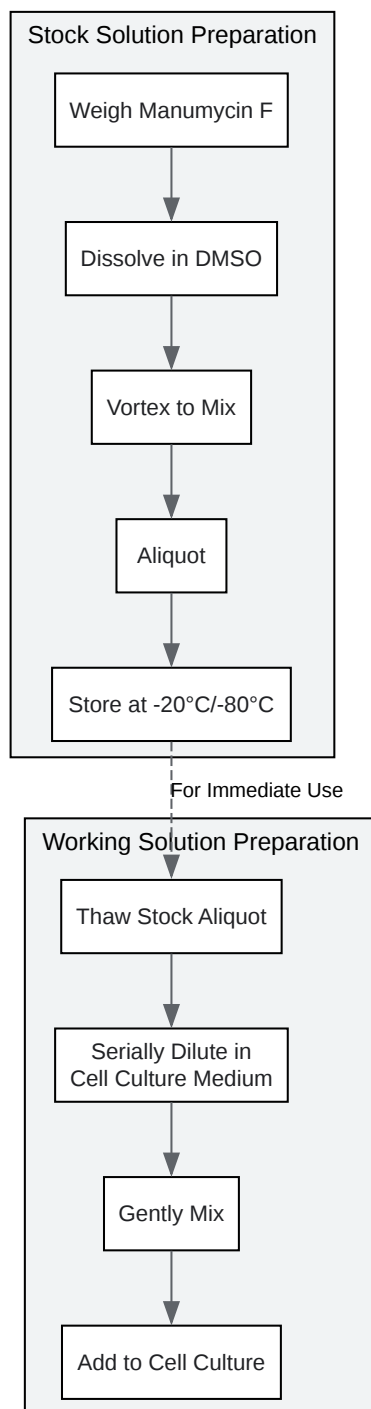 Stock Solution Preparation
Weigh Manumycin F
Dissolve in DMSO
Vortex to Mix
Aliquot
Store at -20°C/-80°C
For Immediate Use
Working Solution Preparation
Thaw Stock Aliquot
Serially Dilute in
Cell Culture Medium
Gently Mix
Add to Cell Culture